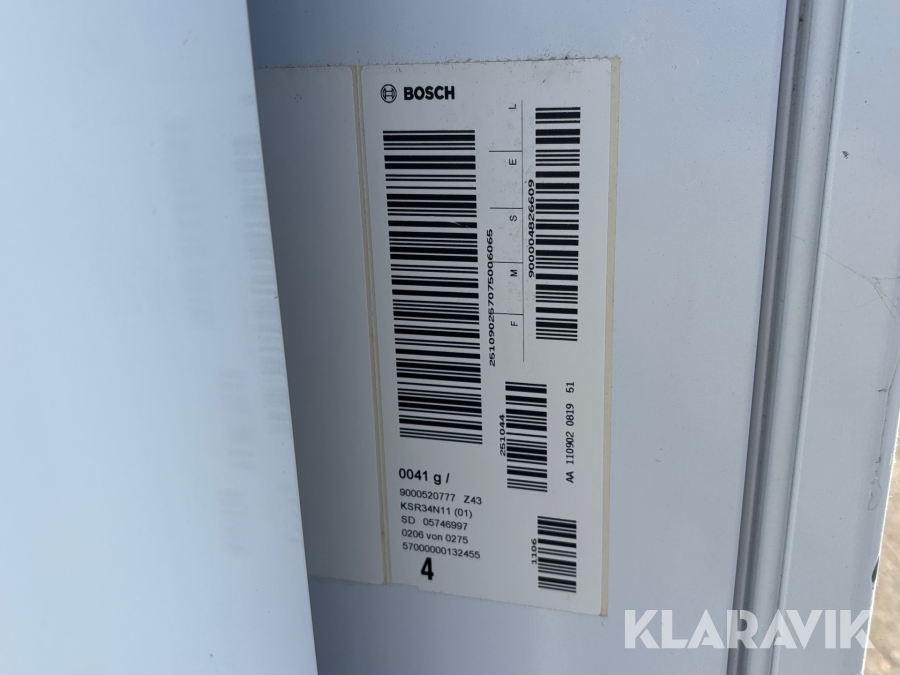 BOSCH
251090257075006065
F M S E L
900004826609
251044
AA 110902 0819 51
1106
0041 g /
9000520777 Z43
KSR34N11 (01)
SD 05746997
0206 von 0275
57000000132455
4
KLARAVIK